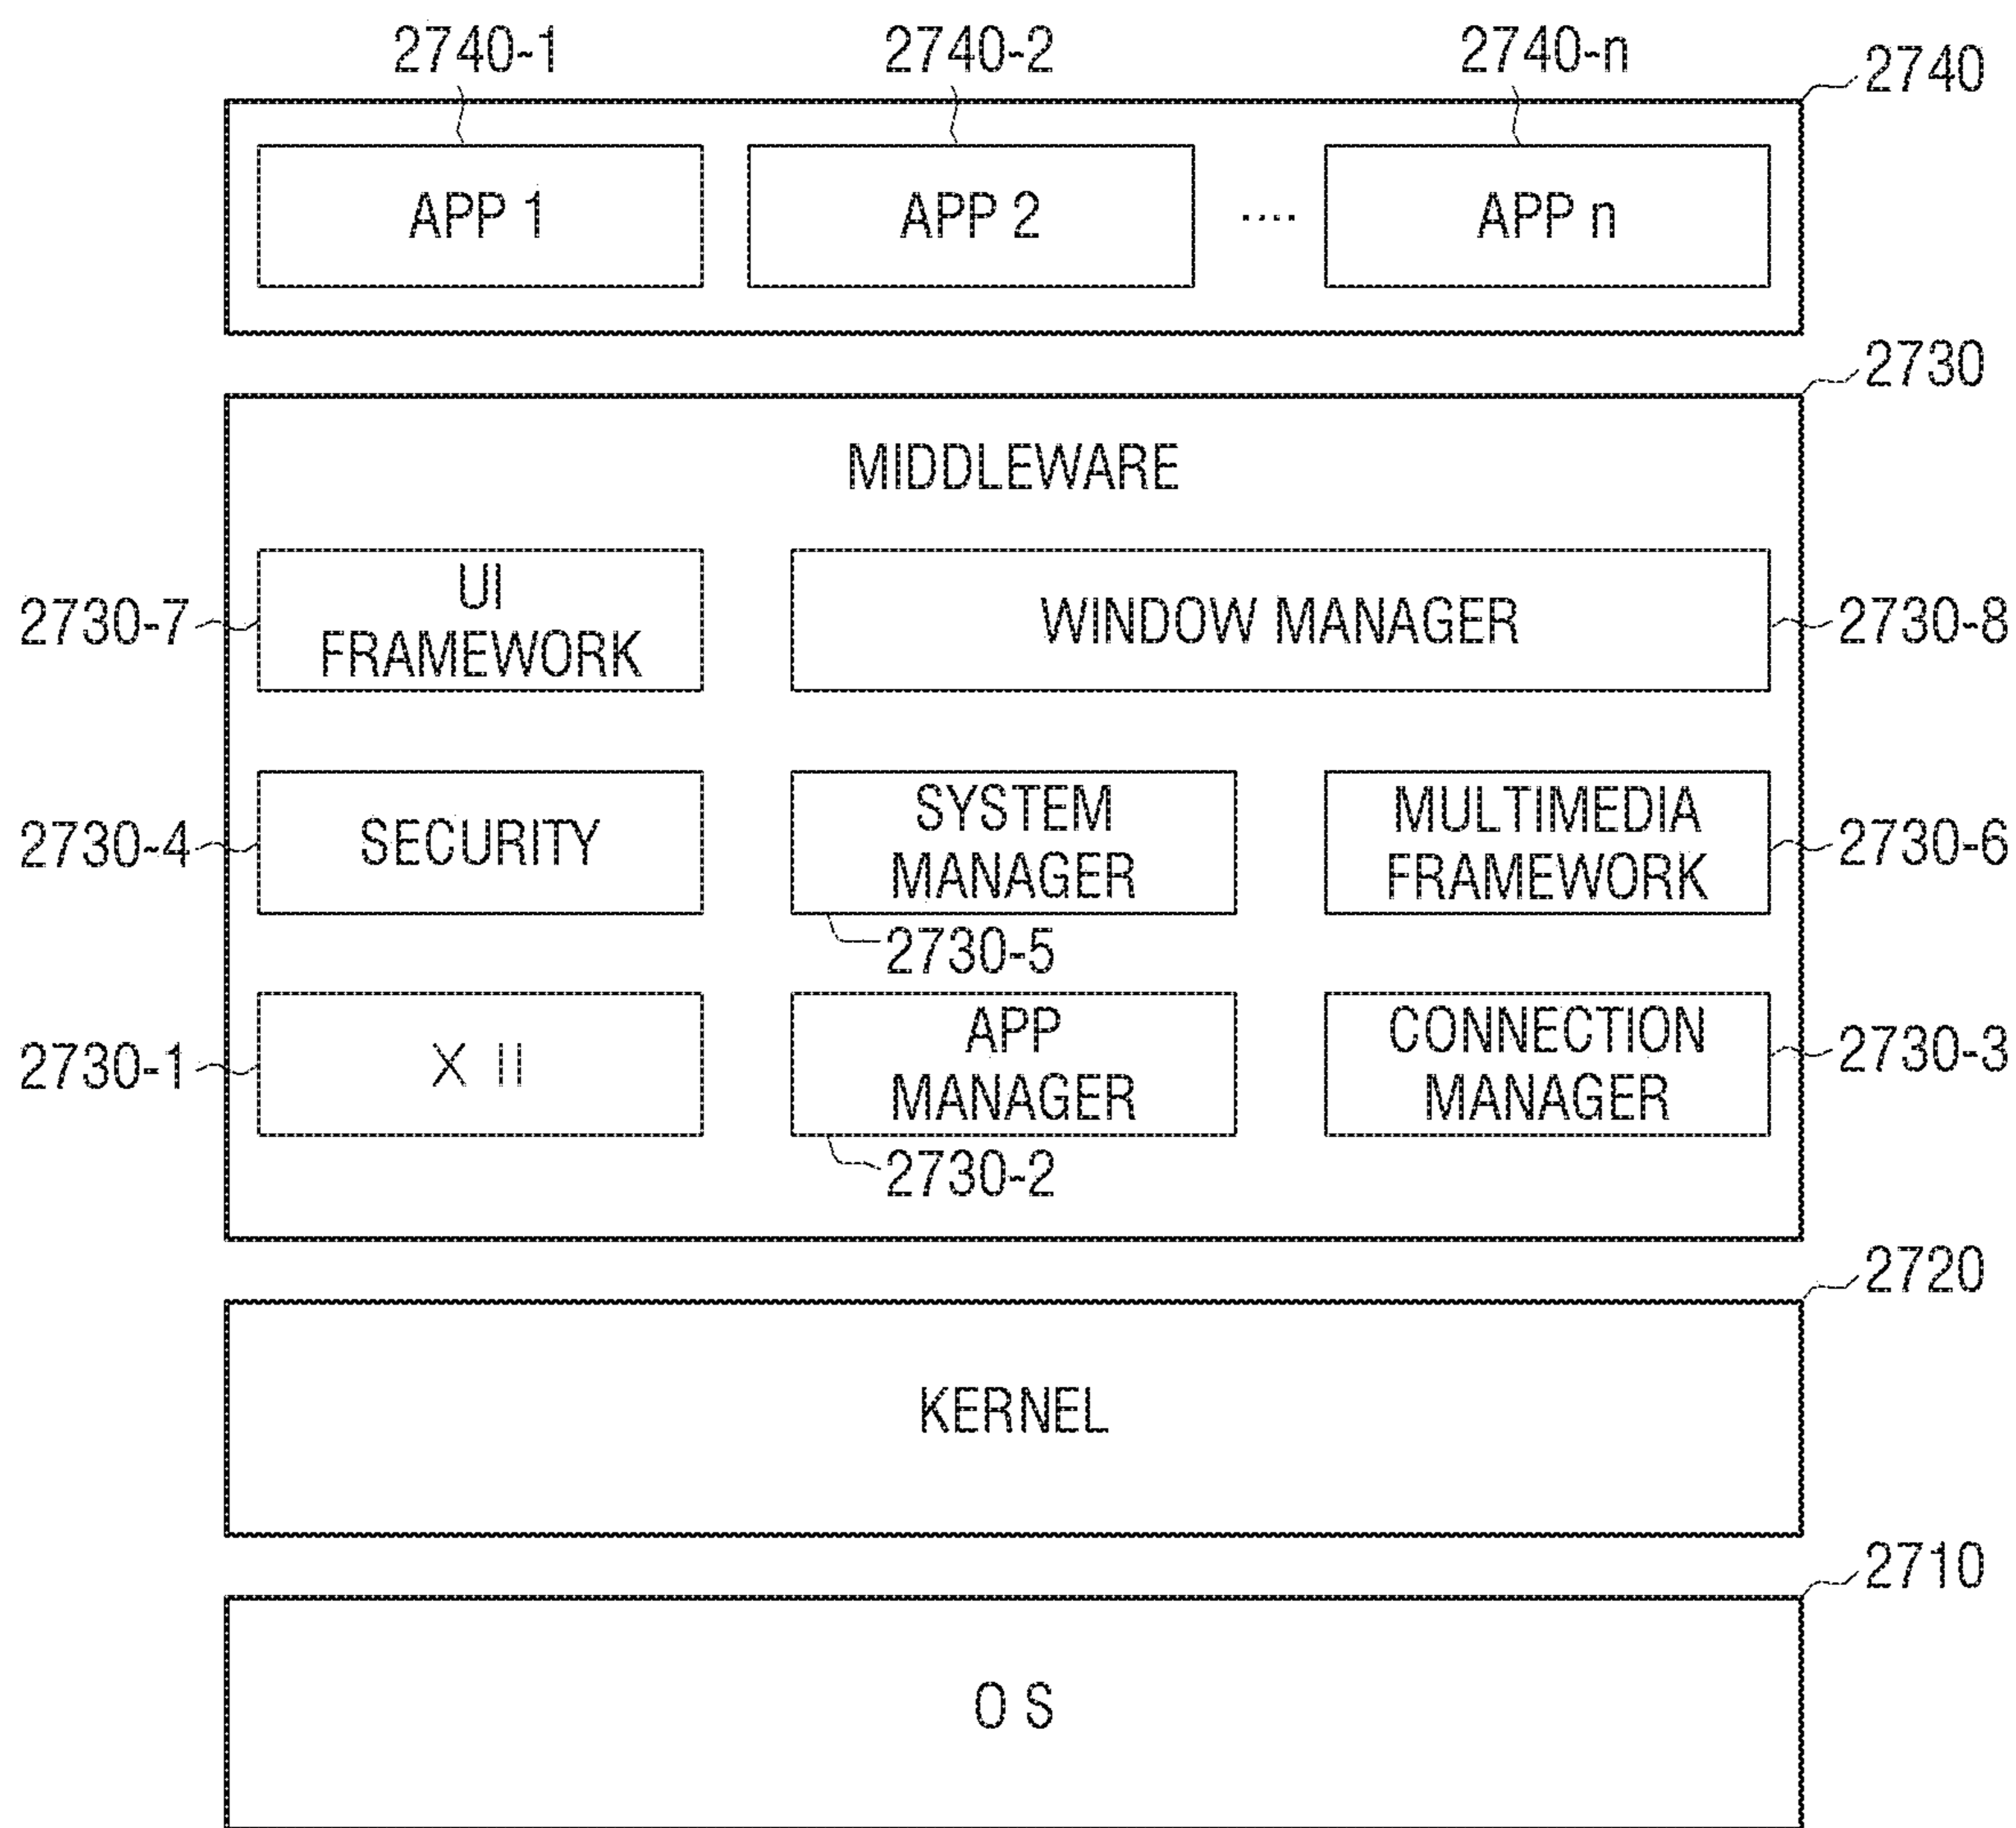 2740-1 2740-2 2740-n 2740
APP 1 APP 2 .... APP n
2730
MIDDLEWARE
2730-7 UI FRAMEWORK WINDOW MANAGER 2730-8
2730-4 SECURITY SYSTEM MANAGER MULTIMEDIA FRAMEWORK 2730-6
2730-5
2730-1 X II APP MANAGER CONNECTION MANAGER 2730-3
2730-2
2720
KERNEL
2710
O S